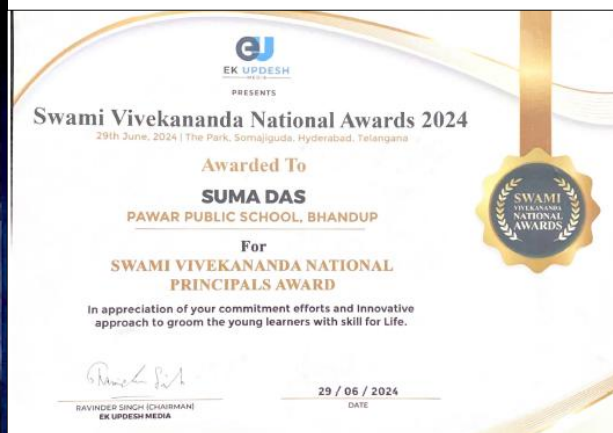 eU
EK UPDESH
MEDIA
PRESENTS
Swami Vivekananda National Awards 2024
29th June, 2024 | The Park, Somajiguda, Hyderabad, Telangana
Awarded To
SUMA DAS
PAWAR PUBLIC SCHOOL, BHANDUP
For
SWAMI VIVEKANANDA NATIONAL
PRINCIPALS AWARD
In appreciation of your commitment efforts and Innovative
approach to groom the young learners with skill for Life.
SWAMI
VIVEKANANDA
NATIONAL
AWARDS
RAVINDER SINGH (CHAIRMAN)
EK UPDESH MEDIA
29 / 06 / 2024
DATE